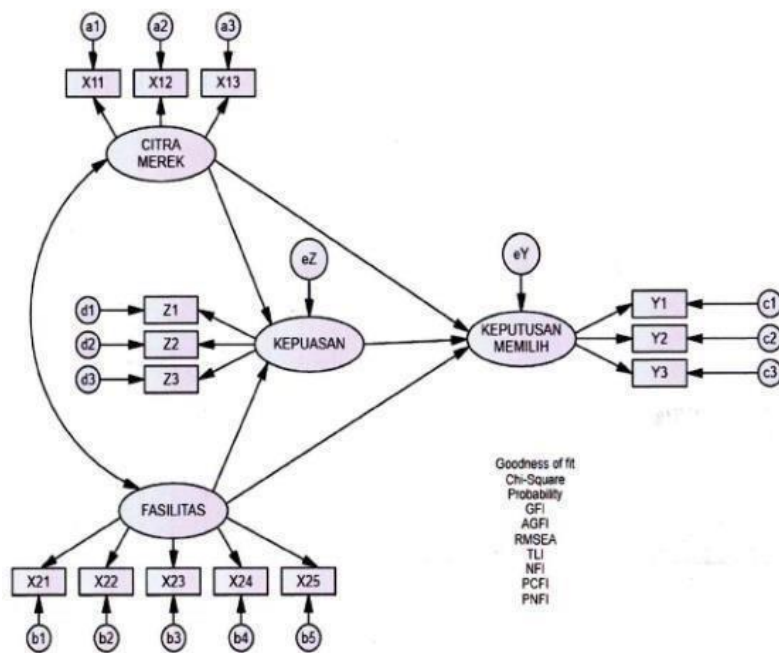 a1 a2 a3
X11 X12 X13
CITRA
MEREK
eZ eY
d1 Z1
d2 Z2
d3 Z3
KEPUASAN
KEPUTUSAN
MEMILIH
Y1 c1
Y2 c2
Y3 c3
FASILITAS
X21 X22 X23 X24 X25
b1 b2 b3 b4 b5
Goodness of fit
Chi-Square
Probability
GFI
AGFI
RMSEA
TLI
NFI
PCFI
PNFI